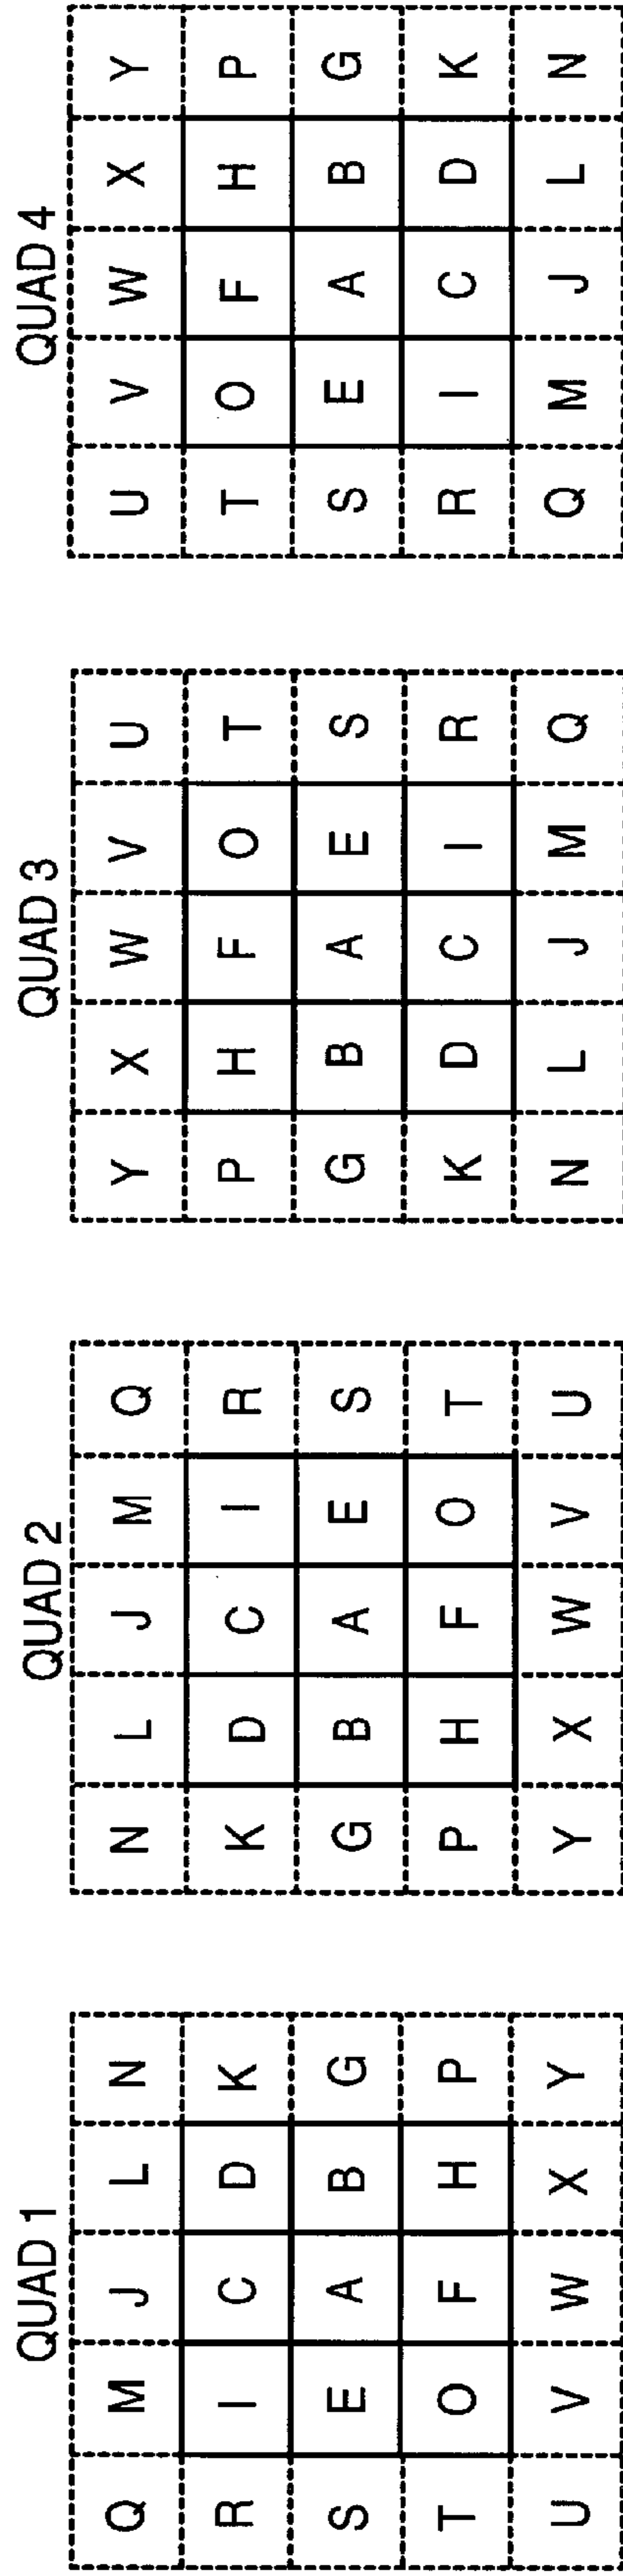 QUAD 1
Q M J L N
R I C D K
S E A B G
T O F H P
U V W X Y
QUAD 2
N L J M Q
K D C I R
G B A E S
P H F O T
Y X W V U
QUAD 3
Y X W V U
P H F O T
G B A E S
K D C I R
N L J M Q
QUAD 4
U V W X Y
T O F H P
S E A B G
R I C D K
Q M J L N